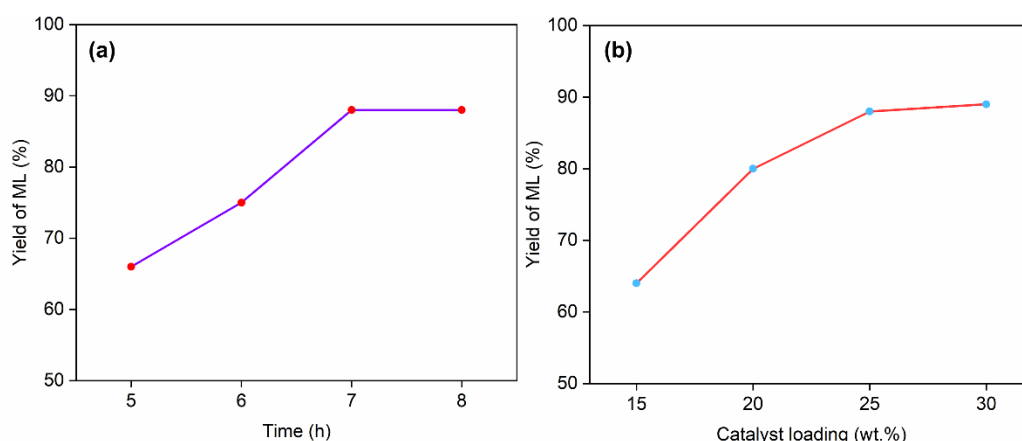 (a)
Yield of ML (%)
100
90
80
70
60
50
5 6 7 8
Time (h)
(b)
Yield of ML (%)
100
90
80
70
60
50
15 20 25 30
Catalyst loading (wt.%)